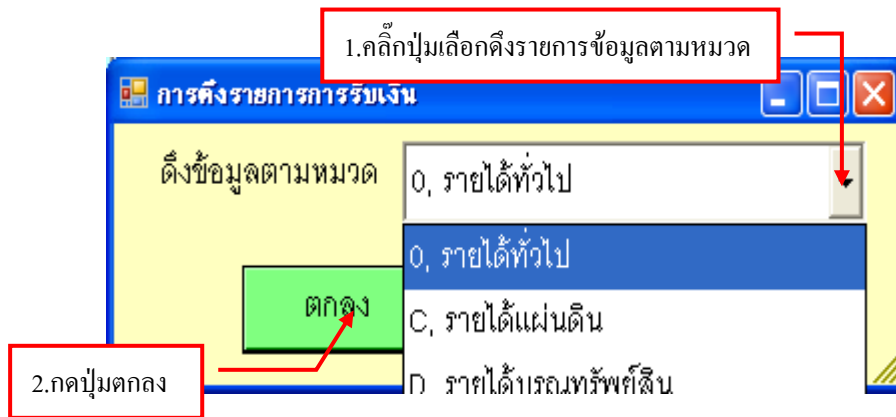 1.คลิ๊กปุ่มเลือกดึงรายการข้อมูลตามหมวด
การดึงรายการการรับเงิน
ดึงข้อมูลตามหมวด
0, รายได้ทั่วไป
0, รายได้ทั่วไป
ตกลง
C, รายได้แผ่นดิน
2.กดปุ่มตกลง
D, รายได้บูรณทรัพย์สิน